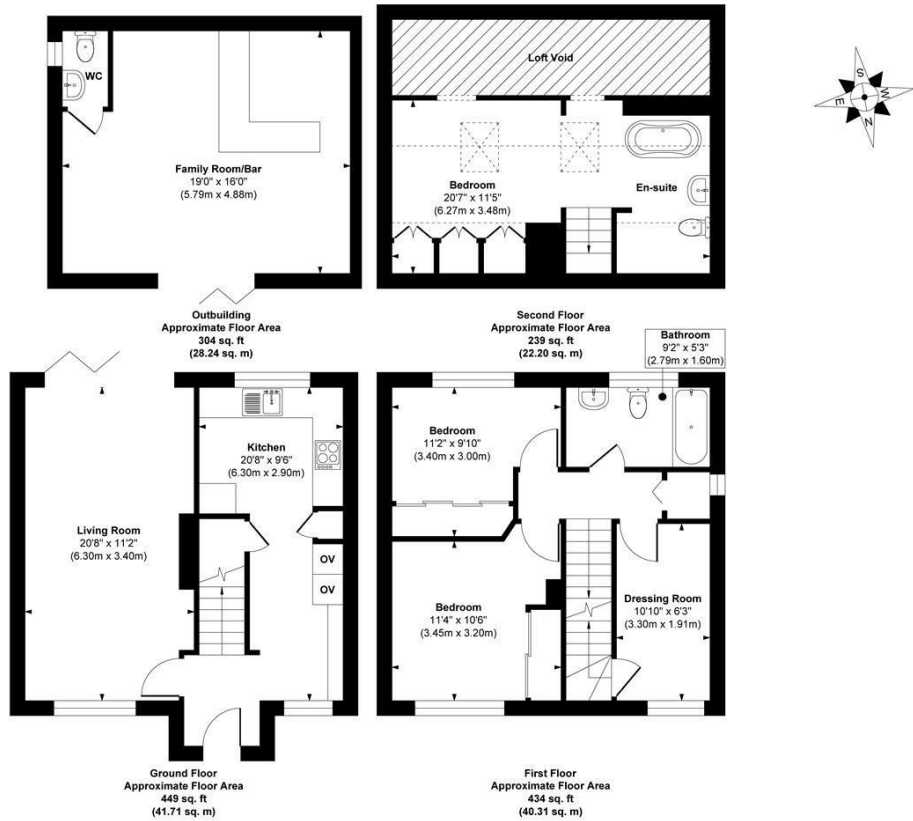 WC
Family Room/Bar
19'0" x 16'0"
(5.79m x 4.88m)
Outbuilding
Approximate Floor Area
304 sq. ft
(28.24 sq. m)
Loft Void
Bedroom
20'7" x 11'5"
(6.27m x 3.48m)
En-suite
Second Floor
Approximate Floor Area
239 sq. ft
(22.20 sq. m)
S
W
E
N
Kitchen
20'8" x 9'6"
(6.30m x 2.90m)
Living Room
20'8" x 11'2"
(6.30m x 3.40m)
OV
OV
Ground Floor
Approximate Floor Area
449 sq. ft
(41.71 sq. m)
Bathroom
9'2" x 5'3"
(2.79m x 1.60m)
Bedroom
11'2" x 9'10"
(3.40m x 3.00m)
Bedroom
11'4" x 10'6"
(3.45m x 3.20m)
Dressing Room
10'10" x 6'3"
(3.30m x 1.91m)
First Floor
Approximate Floor Area
434 sq. ft
(40.31 sq. m)